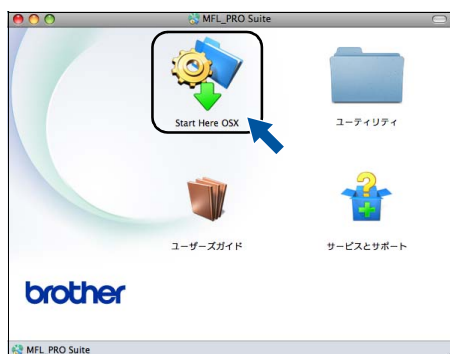 MFL_PRO Suite
Start Here OSX
ユーティリティ
ユーザーズガイド
サービスとサポート
brother
MFL_PRO Suite